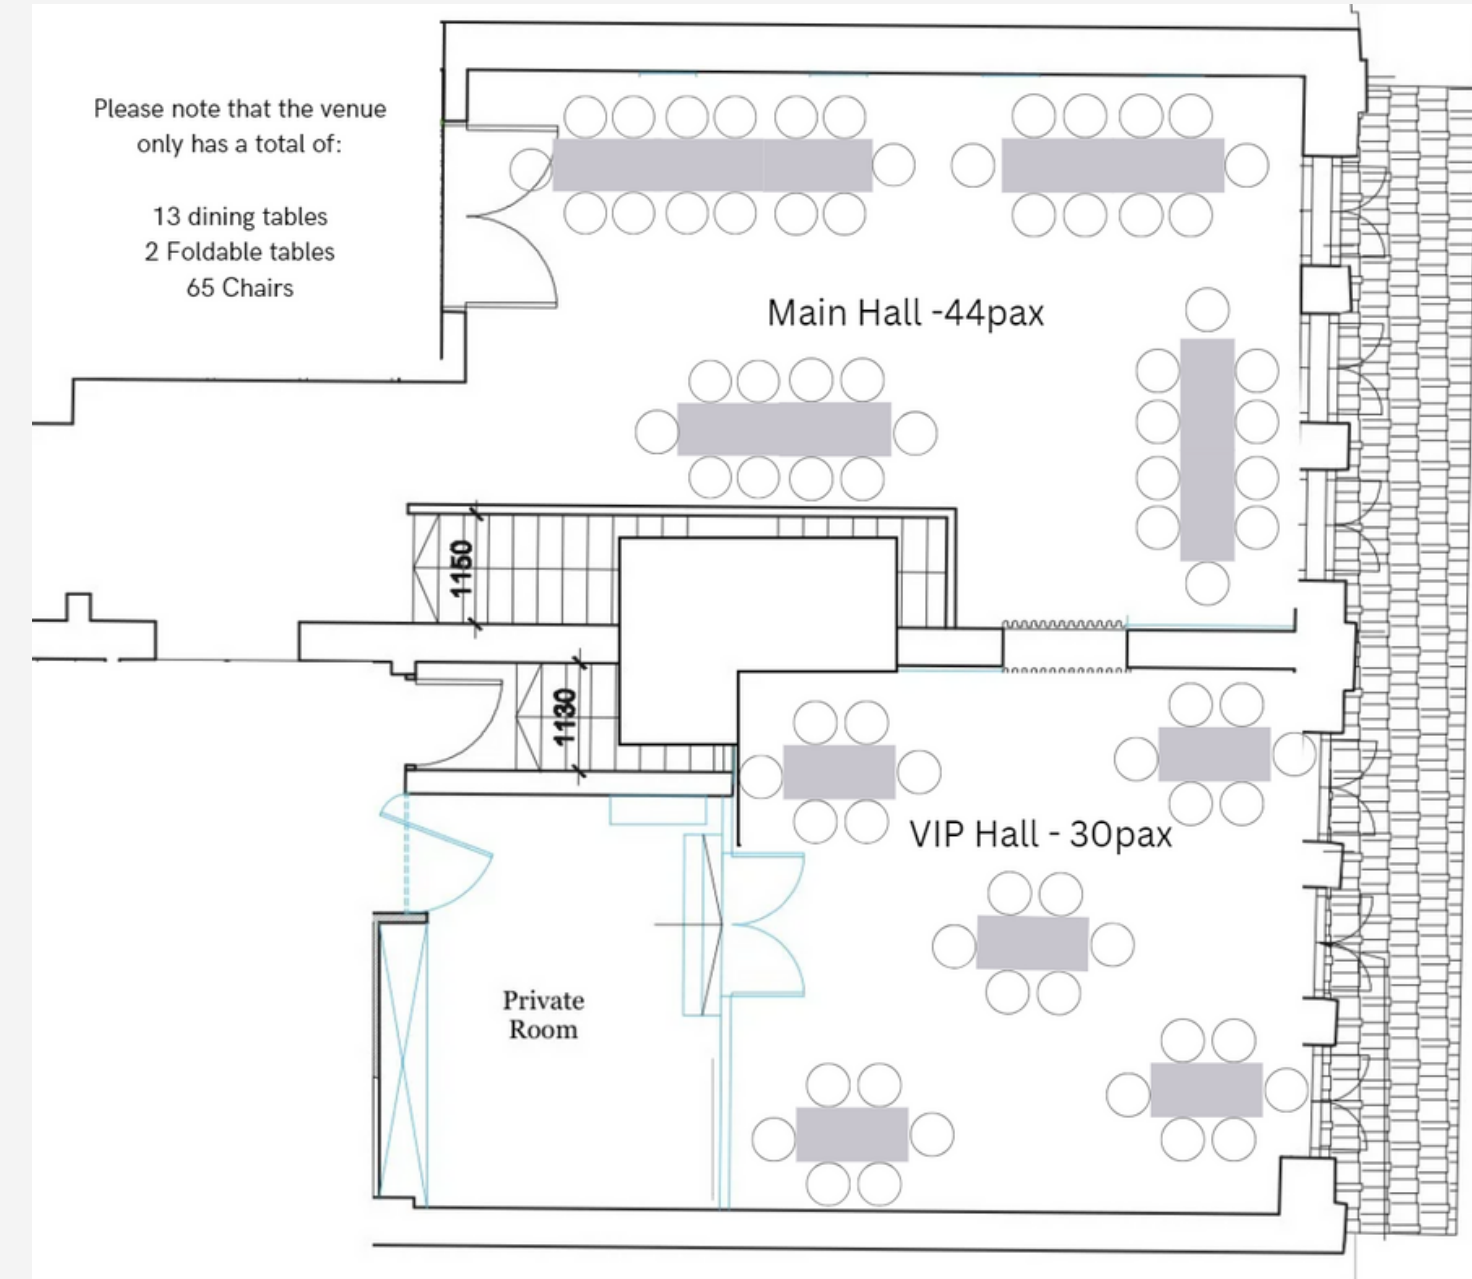 Please note that the venue
only has a total of:
13 dining tables
2 Foldable tables
65 Chairs
Main Hall -44pax
1150
1130
VIP Hall - 30pax
Private
Room